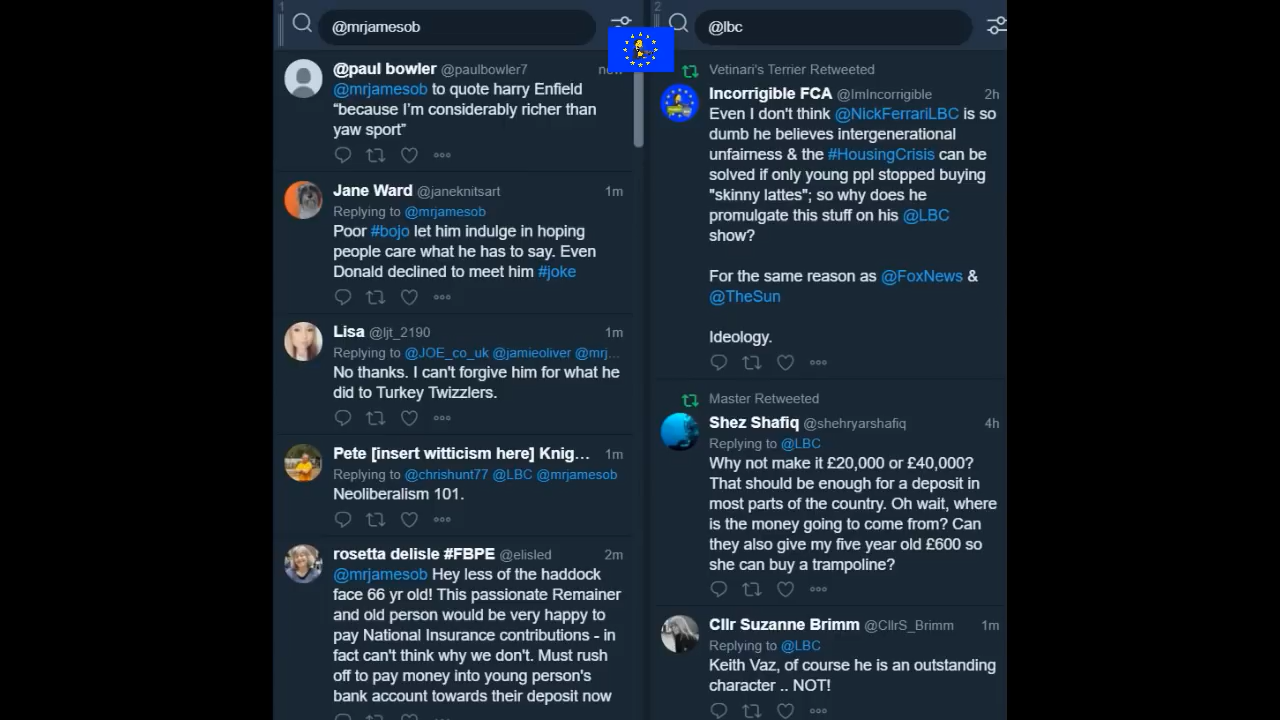 1
@mrjamesob
@paul bowler @paulbowler7
@mrjamesob to quote harry Enfield
“because I’m considerably richer than
yaw sport”
Jane Ward @janeknitsart 1m
Replying to @mrjamesob
Poor #bojo let him indulge in hoping
people care what he has to say. Even
Donald declined to meet him #joke
Lisa @ljt_2190 1m
Replying to @JOE_co_uk @jamieoliver @mrj...
No thanks. I can't forgive him for what he
did to Turkey Twizzlers.
Pete [insert witticism here] Knig... 1m
Replying to @chrishunt77 @LBC @mrjamesob
Neoliberalism 101.
rosetta delisle #FBPE @elisled 2m
@mrjamesob Hey less of the haddock
face 66 yr old! This passionate Remainer
and old person would be very happy to
pay National Insurance contributions - in
fact can't think why we don't. Must rush
off to pay money into young person's
bank account towards their deposit now
2
@lbc
Vetinari's Terrier Retweeted
Incorrigible FCA @ImIncorrigible 2h
Even I don't think @NickFerrariLBC is so
dumb he believes intergenerational
unfairness & the #HousingCrisis can be
solved if only young ppl stopped buying
"skinny lattes"; so why does he
promulgate this stuff on his @LBC
show?
For the same reason as @FoxNews &
@TheSun
Ideology.
Master Retweeted
Shez Shafiq @shehryarshafiq 4h
Replying to @LBC
Why not make it £20,000 or £40,000?
That should be enough for a deposit in
most parts of the country. Oh wait, where
is the money going to come from? Can
they also give my five year old £600 so
she can buy a trampoline?
Cllr Suzanne Brimm @CllrS_Brimm 1m
Replying to @LBC
Keith Vaz, of course he is an outstanding
character .. NOT!